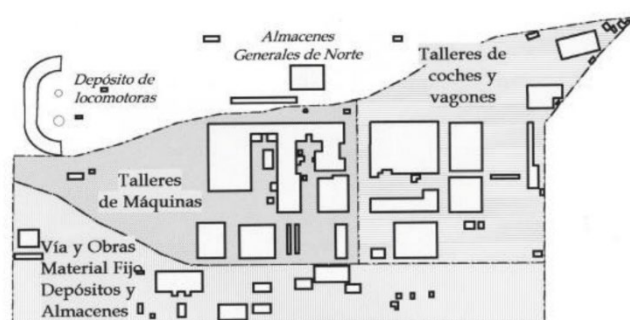 Almacenes
Generales de Norte
Talleres de
coches y
vagones
Depósito de
locomotoras
Talleres
de Máquinas
Vía y Obras
Material Fijo
Depósitos y
Almacenes